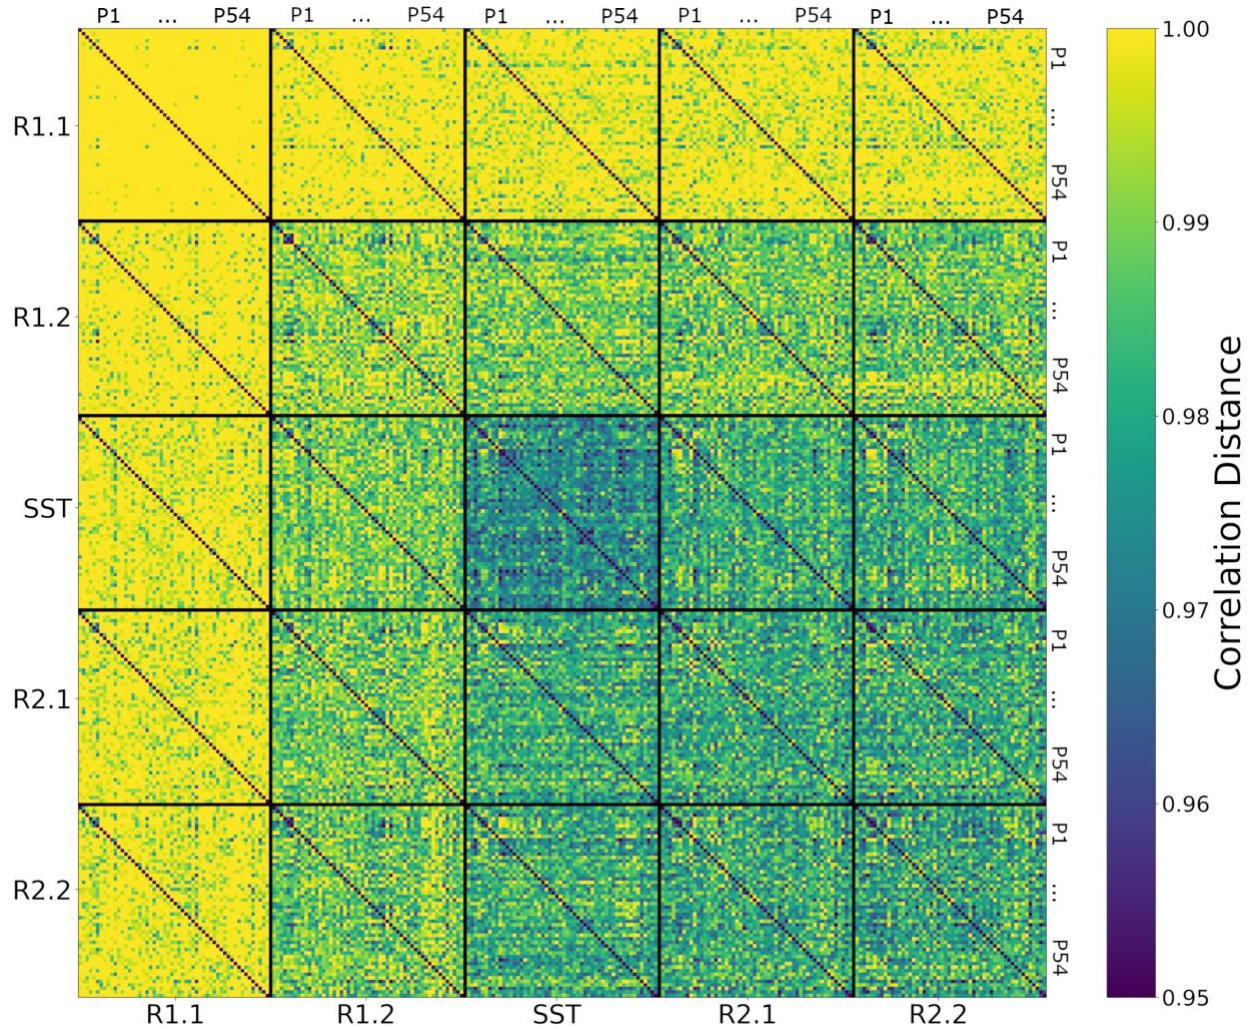 P1 ... P54 P1 ... P54 P1 ... P54 P1 ... P54 P1 ... P54
R1.1
R1.2
SST
R2.1
R2.2
P1 ... P54
P1 ... P54
P1 ... P54
P1 ... P54
P1 ... P54
R1.1 R1.2 SST R2.1 R2.2
1.00
0.99
0.98
0.97
0.96
0.95
Correlation Distance